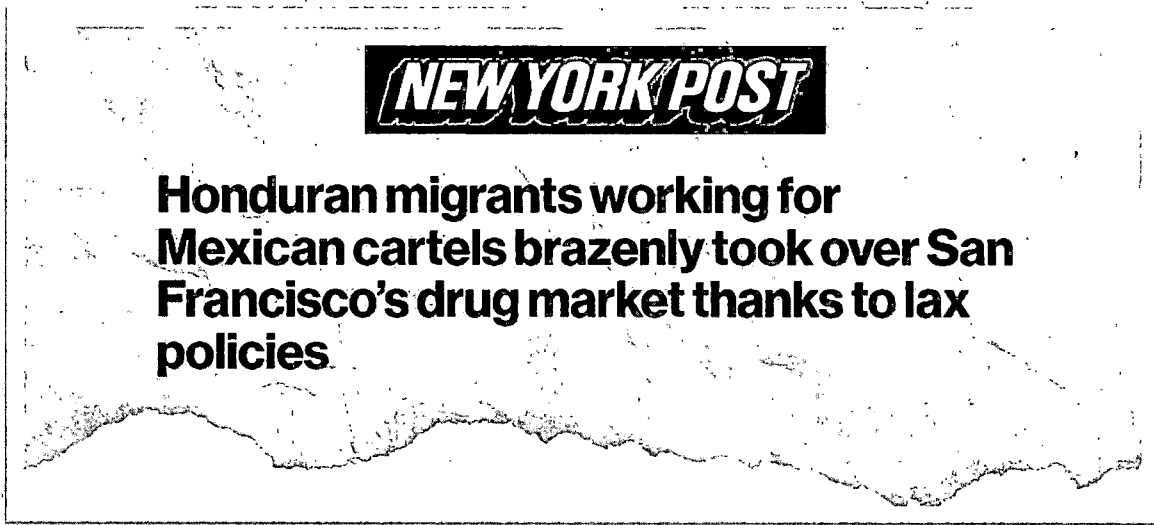 NEW YORK POST
Honduran migrants working for
Mexican cartels brazenly took over San
Francisco's drug market thanks to lax
policies